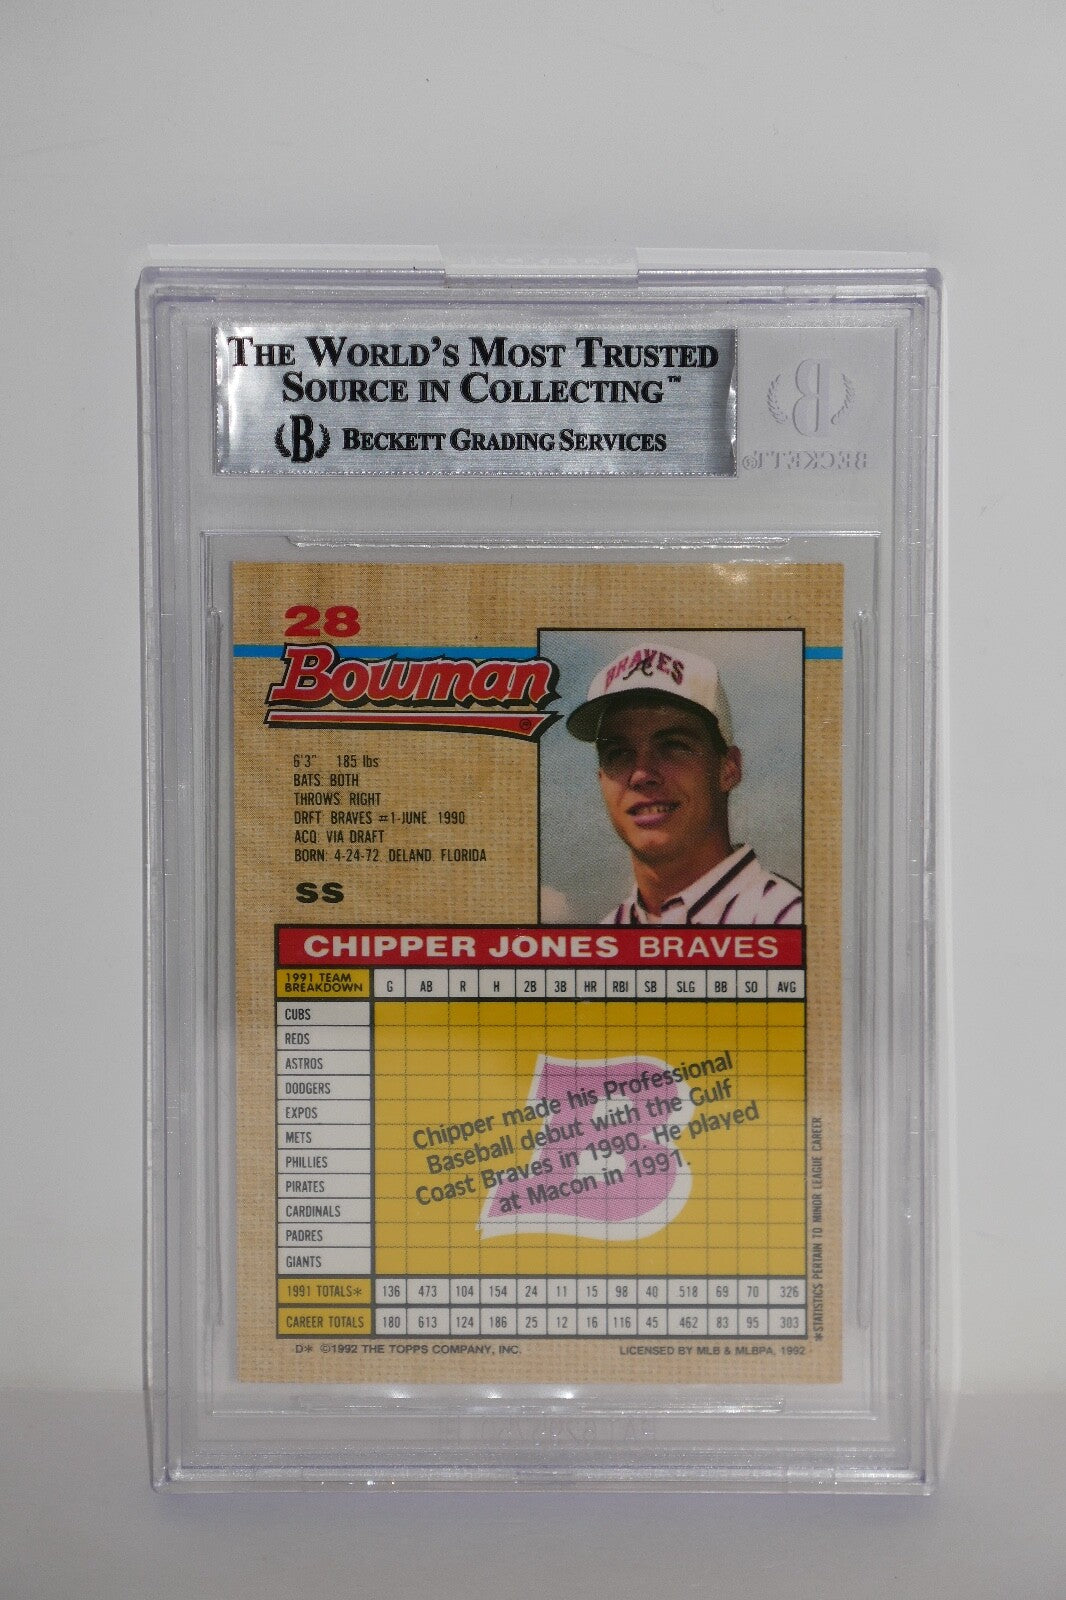 THE WORLD'S MOST TRUSTED
SOURCE IN COLLECTING™
B BECKETT GRADING SERVICES
B
BECKETT®
28
Bowman®
BRAVES
A
6'3" 185 lbs
BATS: BOTH
THROWS: RIGHT
DRFT: BRAVES #1-JUNE, 1990
ACQ: VIA DRAFT
BORN: 4-24-72, DELAND, FLORIDA
SS
CHIPPER JONES BRAVES
1991 TEAM BREAKDOWN G AB R H 2B 3B HR RBI SB SLG BB SO AVG
CUBS
REDS
ASTROS
DODGERS
EXPOS
METS
PHILLIES
PIRATES
CARDINALS
PADRES
GIANTS
B
Chipper made his Professional
Baseball debut with the Gulf
Coast Braves in 1990. He played
at Macon in 1991.
1991 TOTALS* 136 473 104 154 24 11 15 98 40 .518 69 70 .326
CAREER TOTALS 180 613 124 186 25 12 16 116 45 .462 83 95 .303
*STATISTICS PERTAIN TO MINOR LEAGUE CAREER
D* ©1992 THE TOPPS COMPANY, INC. LICENSED BY MLB & MLBPA, 1992